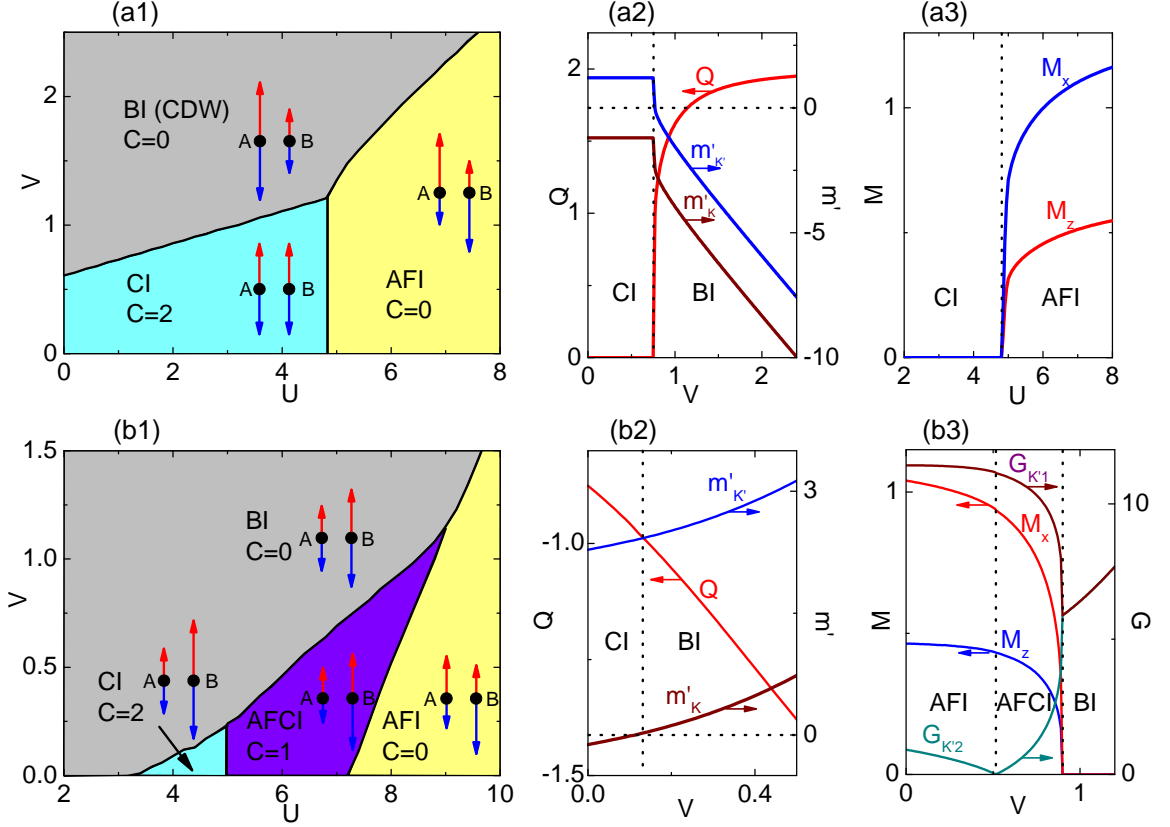 (a1)
2
1
0
V
BI (CDW)
C=0
A
B
CI
C=2
A
B
AFI
C=0
A
B
0
2
4
6
8
U
(a2)
2
1
0
Q
Q
m'K'
m'K
CI
BI
0
1
2
V
0
-5
-10
m'
(a3)
1
0
M
Mx
Mz
CI
AFI
2
4
6
8
U
(b1)
1.5
1.0
0.5
0.0
V
BI
C=0
A
B
CI
C=2
A
B
AFCI
C=1
A
B
AFI
C=0
A
B
2
4
6
8
10
U
(b2)
-1.0
-1.5
Q
m'K'
Q
CI
BI
m'K
0.0
0.4
V
3
0
m'
(b3)
1
0
M
GK'1
Mx
Mz
AFI
AFCI
BI
GK'2
0
1
V
10
0
G